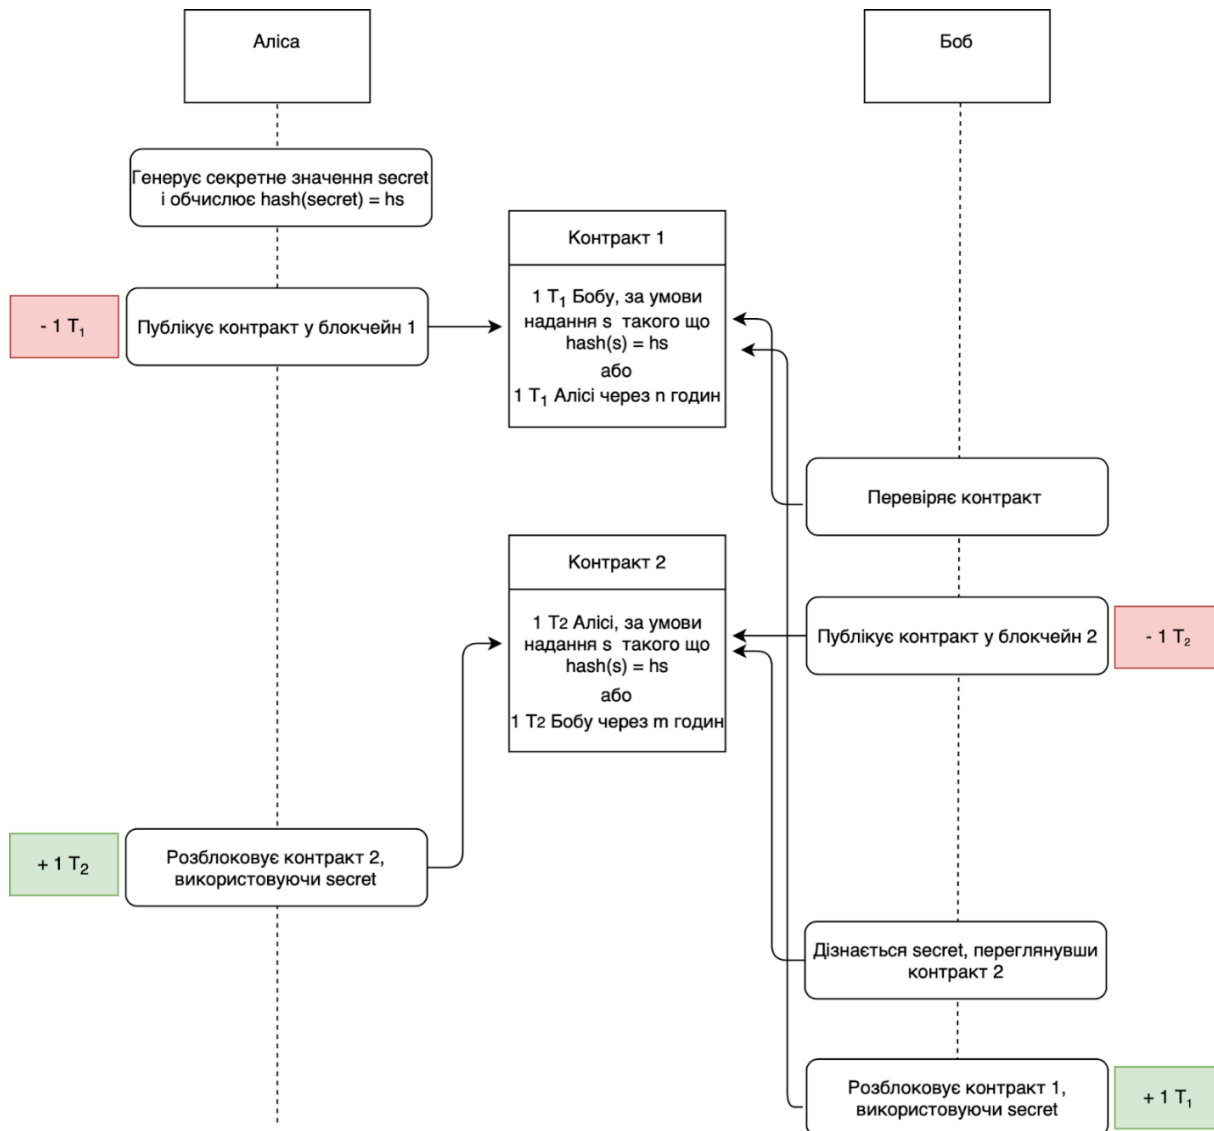 Аліса
Боб
Генерує секретне значення secret
і обчислює hash(secret) = hs
Контракт 1
1 T₁ Бобу, за умови
надання s такого що
hash(s) = hs
або
1 T₁ Алісі через n годин
- 1 T₁
Публікує контракт у блокчейн 1
Перевіряє контракт
Контракт 2
1 T2 Алісі, за умови
надання s такого що
hash(s) = hs
або
1 T2 Бобу через m годин
Публікує контракт у блокчейн 2
- 1 T₂
+ 1 T₂
Розблоковує контракт 2,
використовуючи secret
Дізнається secret, переглянувши
контракт 2
Розблоковує контракт 1,
використовуючи secret
+ 1 T₁